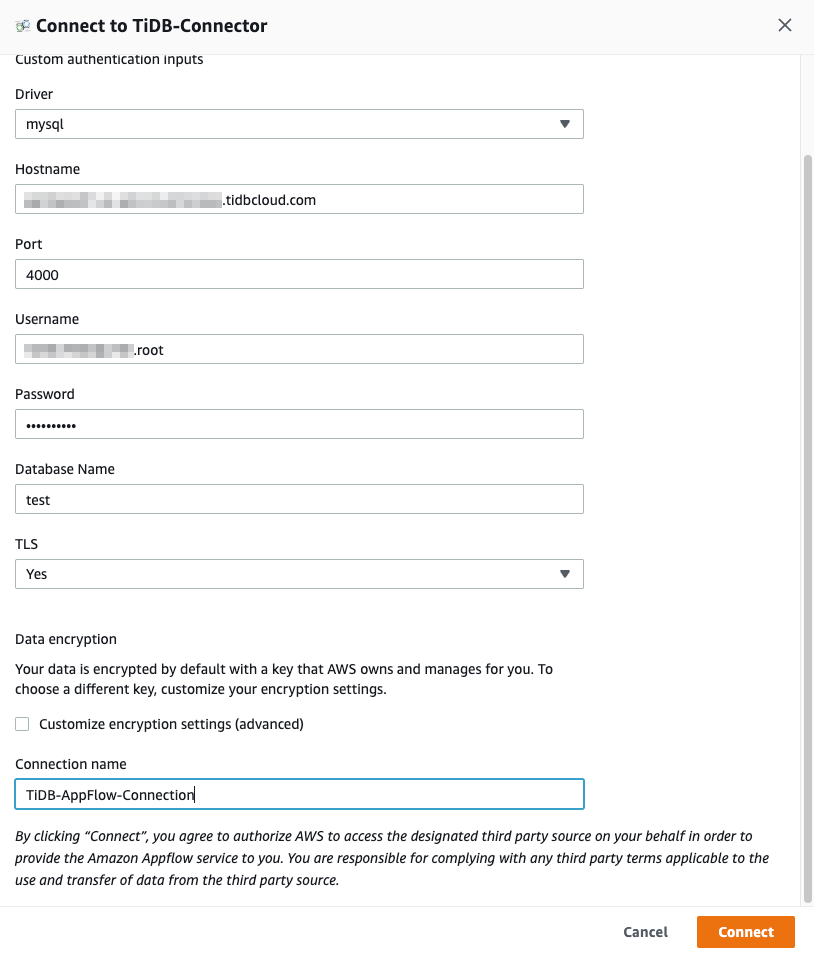 Connect to TiDB-Connector
Custom authentication inputs
Driver
mysql
Hostname
.tidbcloud.com
Port
4000
Username
.root
Password
••••••••••
Database Name
test
TLS
Yes
Data encryption
Your data is encrypted by default with a key that AWS owns and manages for you. To
choose a different key, customize your encryption settings.
Customize encryption settings (advanced)
Connection name
TiDB-AppFlow-Connection
By clicking “Connect”, you agree to authorize AWS to access the designated third party source on your behalf in order to
provide the Amazon Appflow service to you. You are responsible for complying with any third party terms applicable to the
use and transfer of data from the third party source.
Cancel
Connect